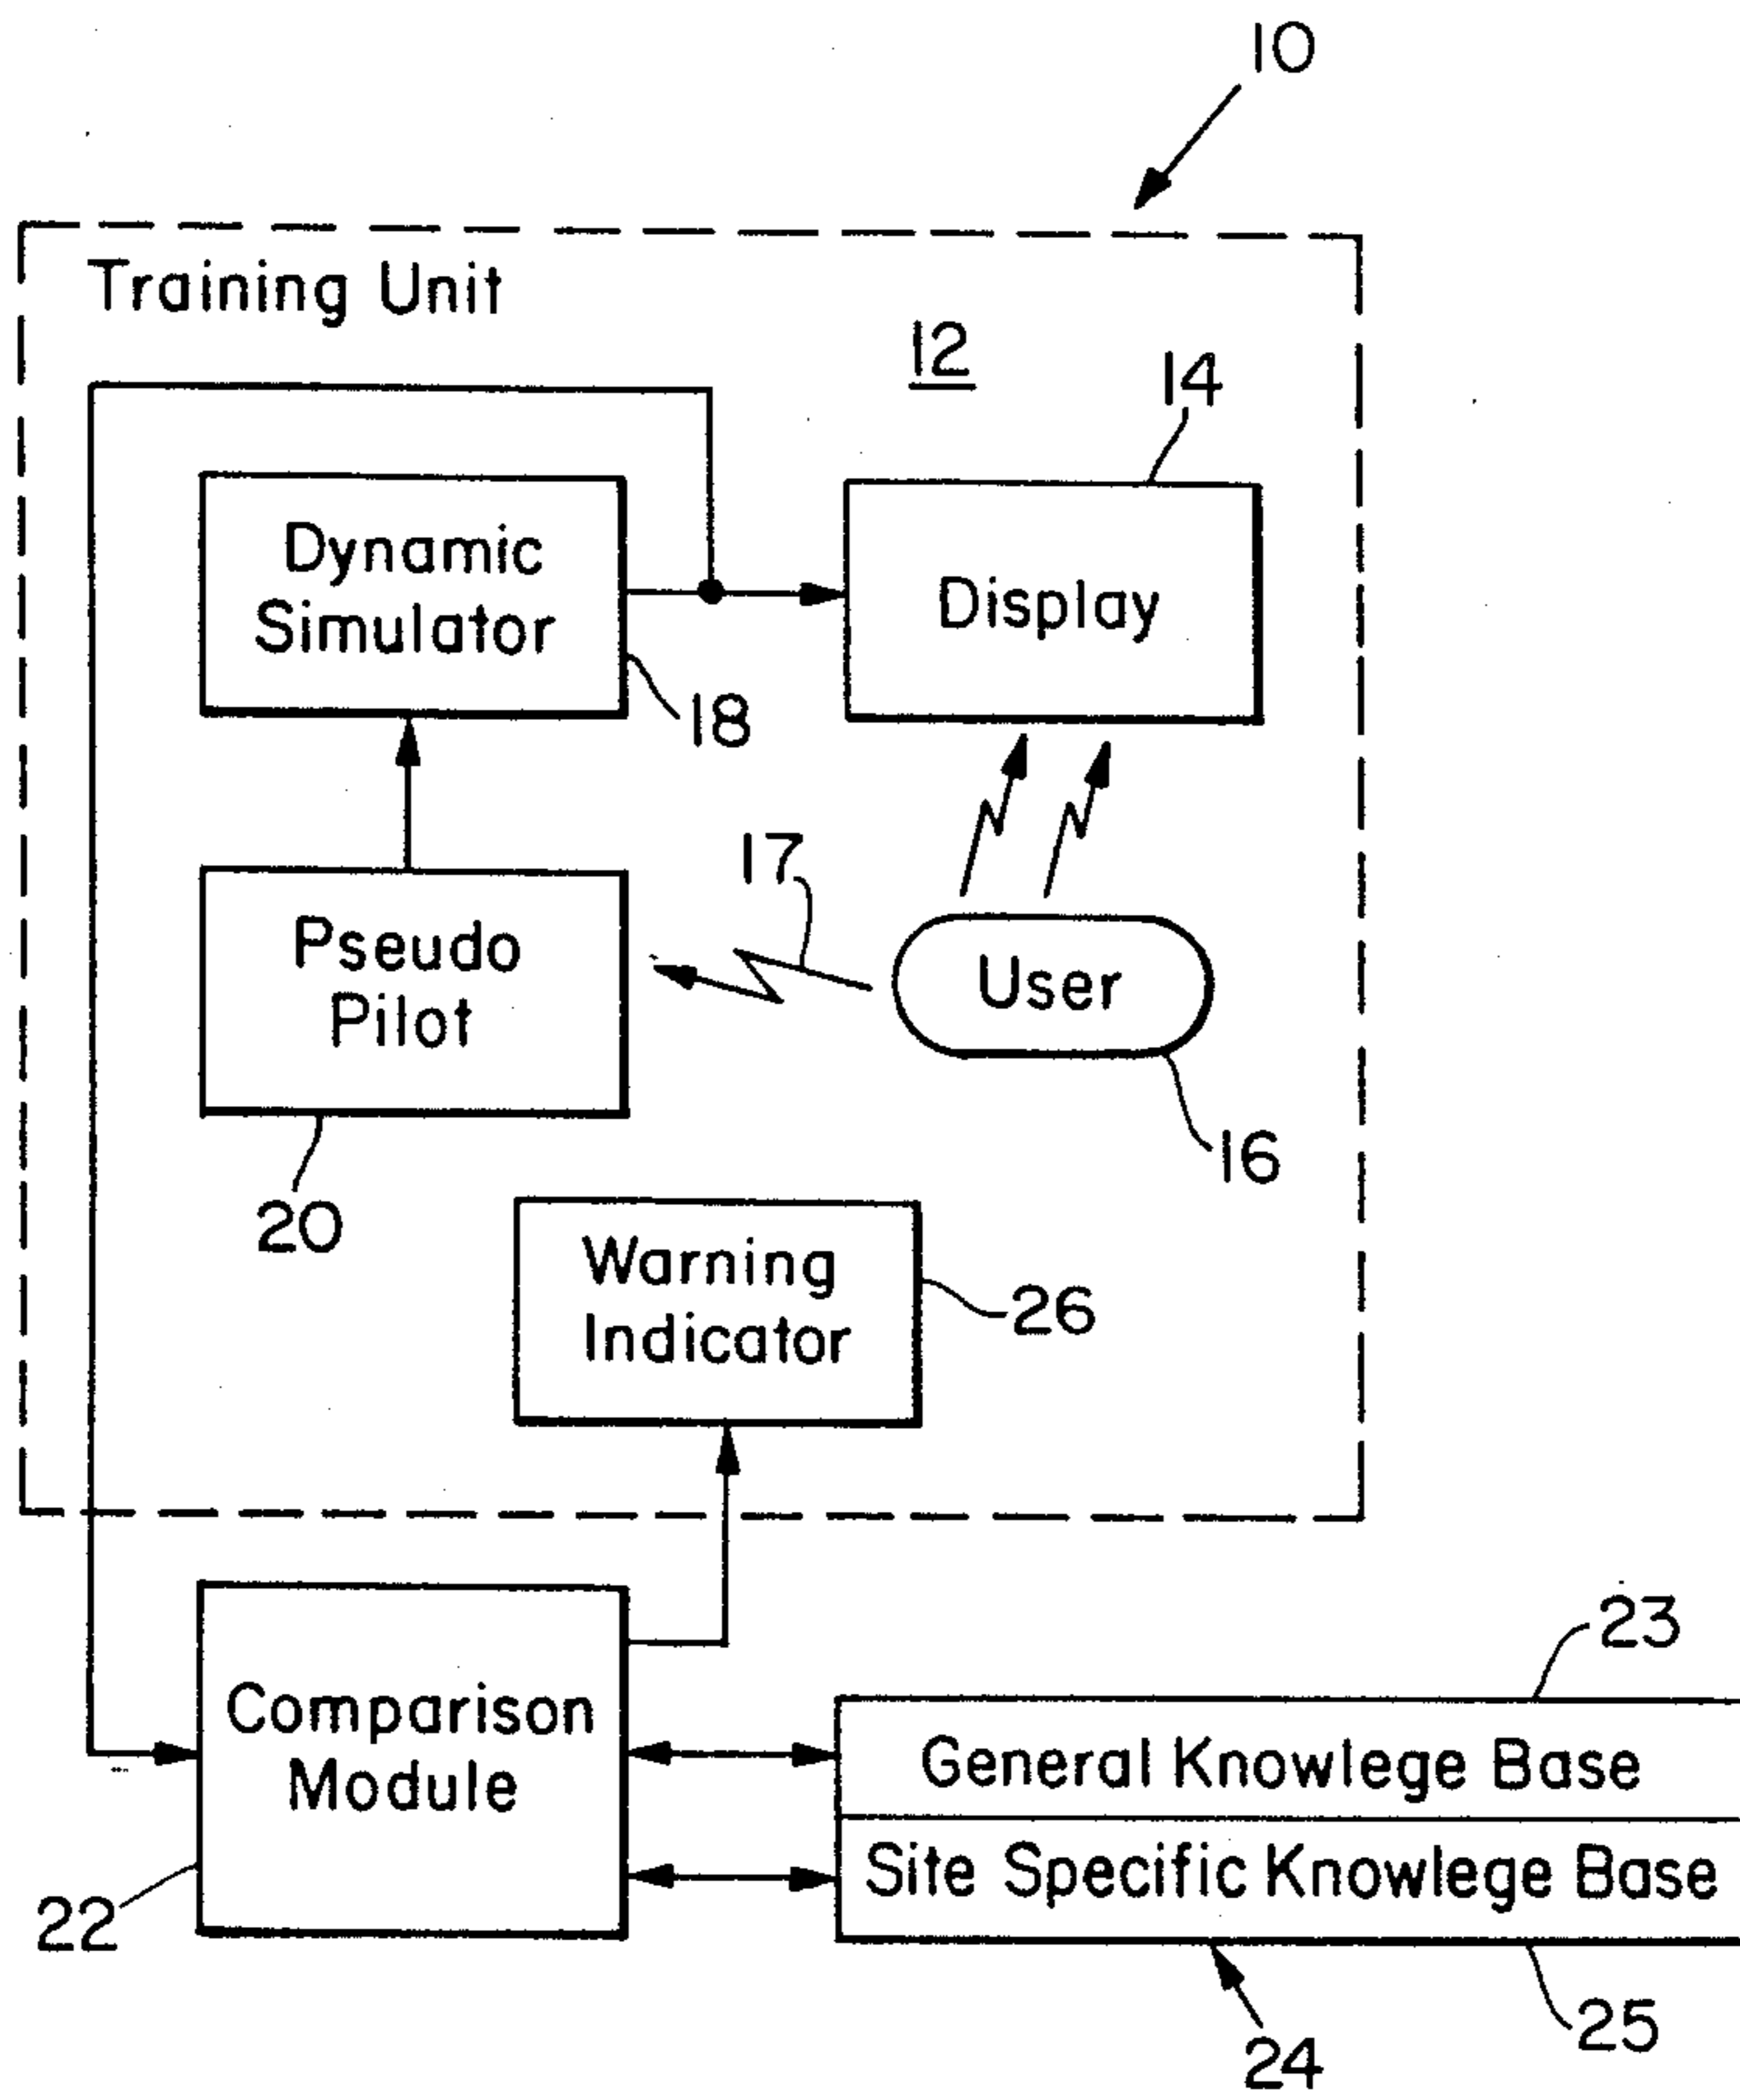 10
Training Unit
12
14
Dynamic
Simulator
Display
18
17
Pseudo
Pilot
User
16
20
Warning
Indicator
26
23
Comparison
Module
General Knowlege Base
Site Specific Knowlege Base
22
25
24